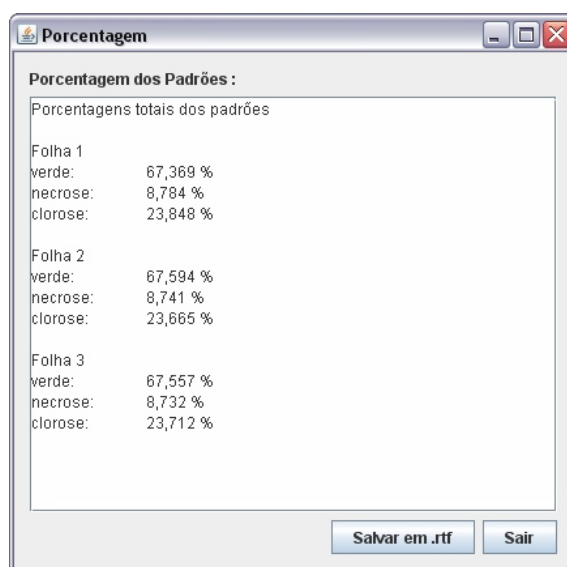 Porcentagem
Porcentagem dos Padrões :
Porcentagens totais dos padrões
Folha 1
verde: 67,369 %
necrose: 8,784 %
clorose: 23,848 %
Folha 2
verde: 67,594 %
necrose: 8,741 %
clorose: 23,665 %
Folha 3
verde: 67,557 %
necrose: 8,732 %
clorose: 23,712 %
Salvar em .rtf Sair